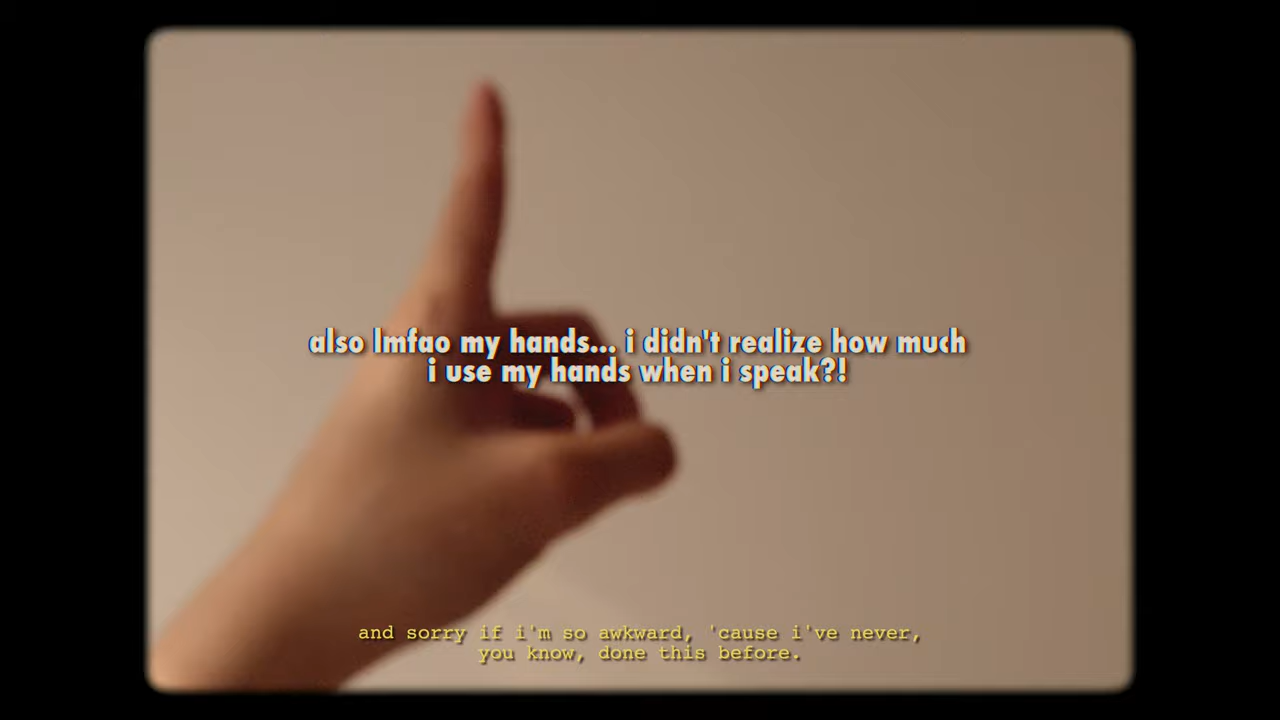 also lmfao my hands... i didn't realize how much
i use my hands when i speak?!
and sorry if i'm so awkward, 'cause i've never,
you know, done this before.